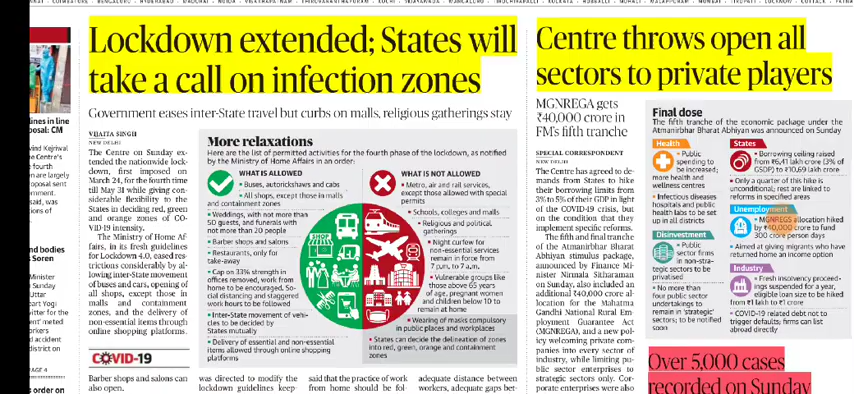 Lockdown extended; States will
take a call on infection zones
Government eases inter-State travel but curbs on malls, religious gatherings stay
VIJAITA SINGH
NEW DELHI
The Centre on Sunday ex-
tended the nationwide lock-
down, first imposed on
March 24, for the fourth time
till May 31 while giving con-
siderable flexibility to the
States in deciding red, green
and orange zones of CO-
VID-19 intensity.
The Ministry of Home Af-
fairs, in its fresh guidelines
for Lockdown 4.0, eased res-
trictions considerably by al-
lowing inter-State movement
of buses and cars, opening of
all shops, except those in
malls and containment
zones, and the delivery of
non-essential items through
online shopping platforms.
COVID-19
Barber shops and salons can
also open.
More relaxations
Here are the list of permitted activities for the fourth phase of the lockdown, as notified
by the Ministry of Home Affairs in an order:
WHAT IS ALLOWED
• Buses, autorickshaws and cabs
• All shops, except those in malls
and containment zones
• Weddings, with not more than
50 guests, and funerals with
not more than 20 people
• Barber shops and salons
• Restaurants, only for
take-away
• Cap on 33% strength in
offices removed, work from
home to be encouraged. So-
cial distancing and staggered
work hours to be followed
• Inter-State movement of vehi-
cles to be decided by
States mutually
• Delivery of essential and non-essential
items allowed through online shopping
platforms
SHOP
WHAT IS NOT ALLOWED
• Metro, air and rail services,
except those allowed with special
permits
• Schools, colleges and malls
• Religious and political
gatherings
• Night curfew for
non-essential services
remain in force from
7 p.m. to 7 a.m.
• Vulnerable groups like
those above 65 years
of age, pregnant women
and children below 10 to
remain at home
• Wearing of masks compulsory
in public places and workplaces
• States can decide the delineation of zones
into red, green, orange and containment
zones
was directed to modify the
lockdown guidelines keep-
said that the practice of work
from home should be fol-
adequate distance between
workers, adequate gaps bet-
Centre throws open all
sectors to private players
MGNREGA gets
₹40,000 crore in
FM's fifth tranche
SPECIAL CORRESPONDENT
NEW DELHI
The Centre has agreed to de-
mands from States to hike
their borrowing limits from
3% to 5% of their GDP in light
of the COVID-19 crisis, but
on the condition that they
implement specific reforms.
The fifth and final tranche
of the Atmanirbhar Bharat
Abhiyan stimulus package,
announced by Finance Mi-
nister Nirmala Sitharaman
on Sunday, also included an
additional ₹40,000 crore al-
location for the Mahatma
Gandhi National Rural Em-
ployment Guarantee Act
(MGNREGA), and a new pol-
icy welcoming private com-
panies into every sector of
industry, while limiting pu-
blic sector enterprises to
strategic sectors only. Cor-
porate enterprises were also
Final dose
The fifth tranche of the economic package under the
Atmanirbhar Bharat Abhiyan was announced on Sunday
Health
• Public
spending to
be increased;
more health and
wellness centres
• Infectious diseases
hospitals and public
health labs to be set
up in all districts
Disinvestment
• Public
sector firms
in non-stra-
tegic sectors to be
privatised
• No more than
four public sector
undertakings to
remain in 'strategic'
sectors; to be notified
soon
States
• Borrowing ceiling raised
from ₹6.41 lakh crore (3% of
GSDP) to ₹10.69 lakh crore
• Only a quarter of this hike is
unconditional; rest are linked to
reforms in specified areas
Unemployment
• MGNREGS allocation hiked
by ₹40,000 crore to fund
300 crore person days
• Aimed at giving migrants who have
returned home an income option
Industry
• Fresh insolvency proceed-
ings suspended for a year,
eligible loan size to be hiked
from ₹1 lakh to ₹1 crore
• COVID-19 related debt not to
trigger defaults; firms can list
abroad directly
Over 5,000 cases
recorded on Sunday